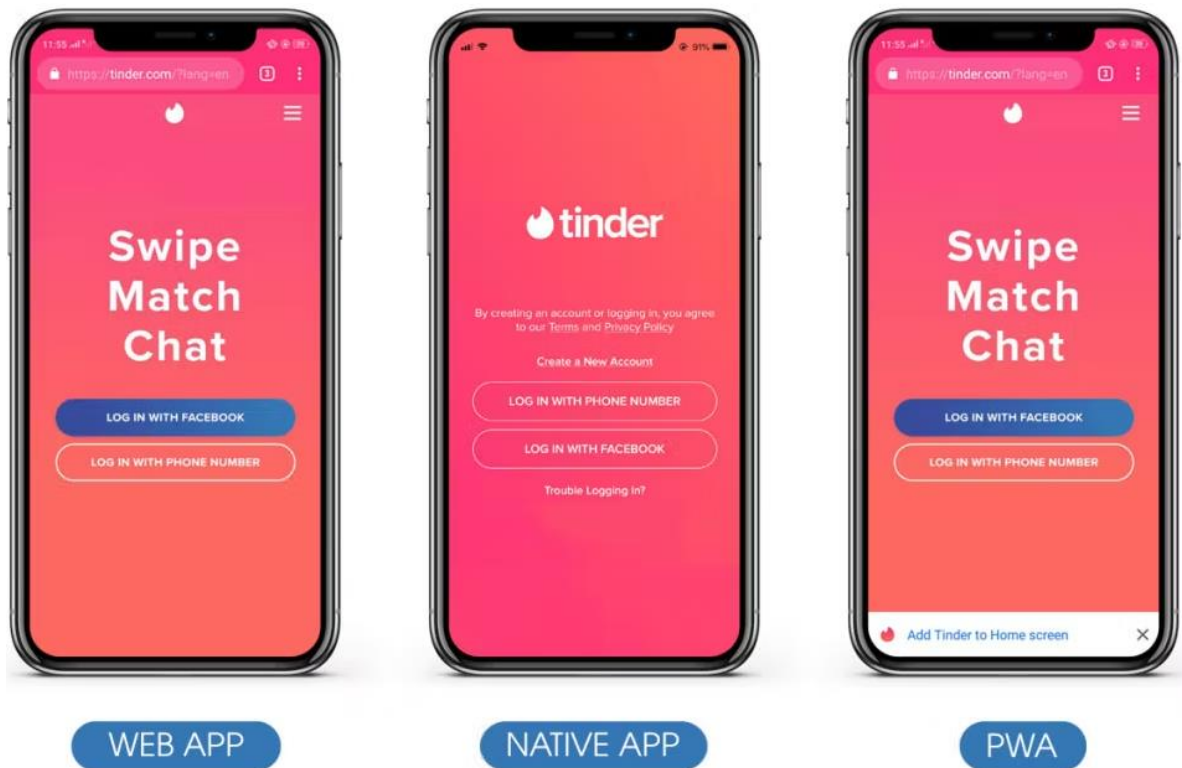 11:55
https://tinder.com/?lang=en
3
Swipe
Match
Chat
LOG IN WITH FACEBOOK
LOG IN WITH PHONE NUMBER
WEB APP
91%
tinder
By creating an account or logging in, you agree
to our Terms and Privacy Policy
Create a New Account
LOG IN WITH PHONE NUMBER
LOG IN WITH FACEBOOK
Trouble Logging In?
NATIVE APP
11:55
https://tinder.com/?lang=en
3
Swipe
Match
Chat
LOG IN WITH FACEBOOK
LOG IN WITH PHONE NUMBER
Add Tinder to Home screen
PWA